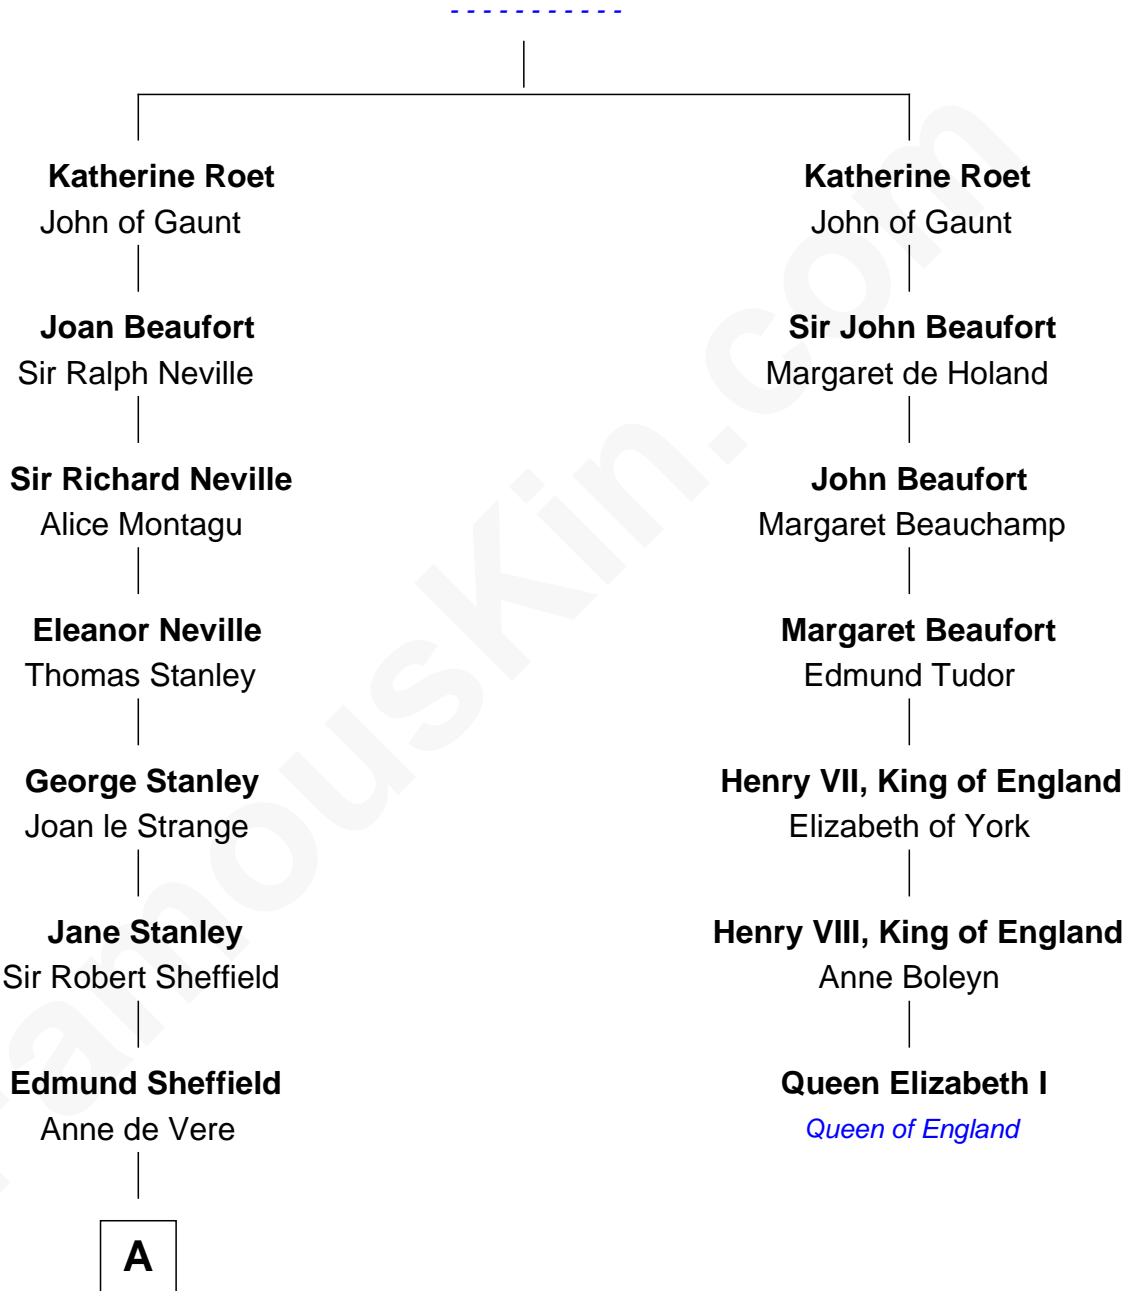 - - - - - - - - - - -
Katherine Roet
John of Gaunt
Joan Beaufort
Sir Ralph Neville
Sir Richard Neville
Alice Montagu
Eleanor Neville
Thomas Stanley
George Stanley
Joan le Strange
Jane Stanley
Sir Robert Sheffield
Edmund Sheffield
Anne de Vere
A
Katherine Roet
John of Gaunt
Sir John Beaufort
Margaret de Holand
John Beaufort
Margaret Beauchamp
Margaret Beaufort
Edmund Tudor
Henry VII, King of England
Elizabeth of York
Henry VIII, King of England
Anne Boleyn
Queen Elizabeth I
Queen of England
FamousKin.com